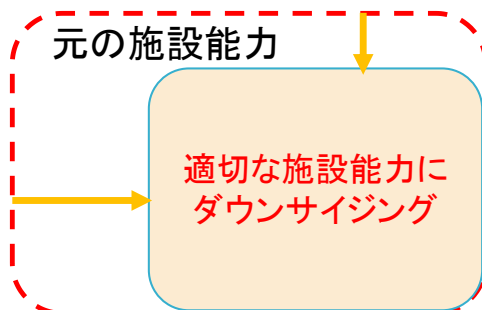 元の施設能力
適切な施設能力に
ダウンサイジング